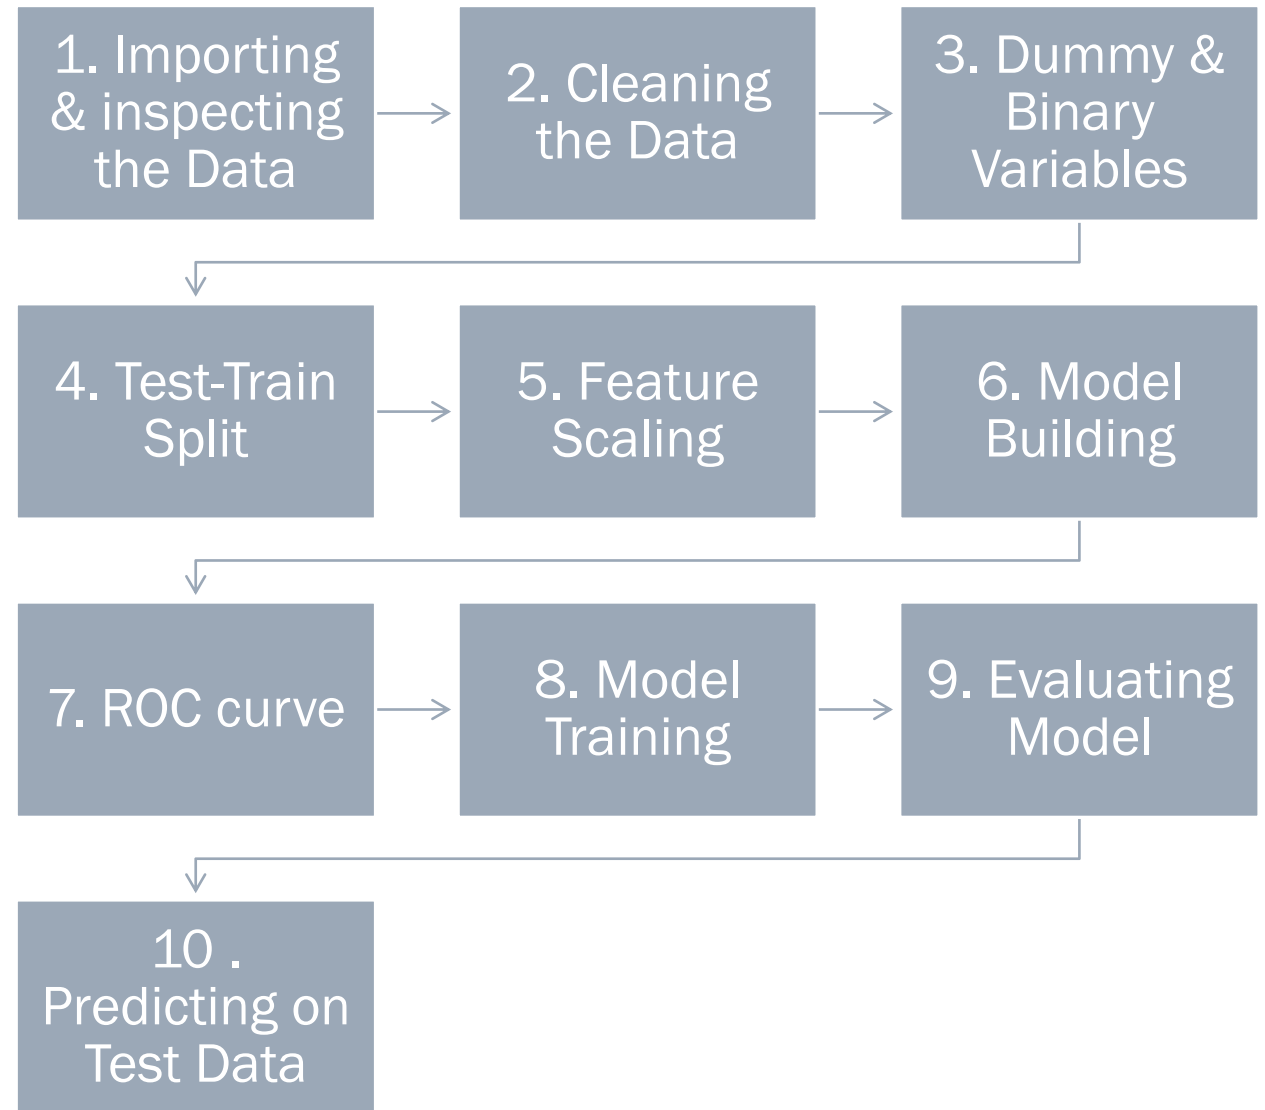 1. Importing
& inspecting
the Data
2. Cleaning
the Data
3. Dummy &
Binary
Variables
4. Test-Train
Split
5. Feature
Scaling
6. Model
Building
7. ROC curve
8. Model
Training
9. Evaluating
Model
10 .
Predicting on
Test Data